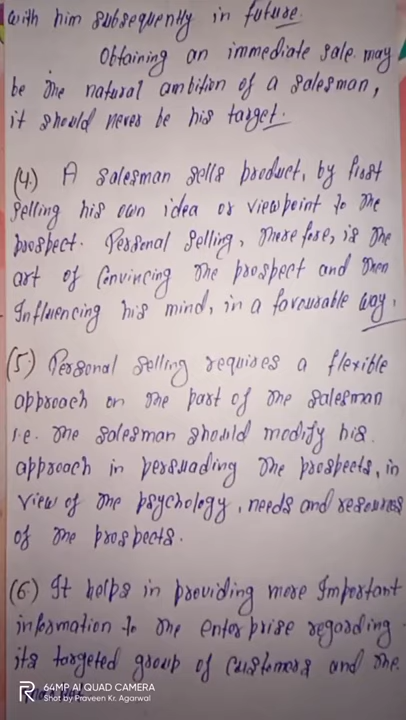 with him subsequently in future.
Obtaining an immediate sale may
be the natural ambition of a salesman,
it should never be his target.
(4.) A salesman sells product, by first
selling his own idea or viewpoint to the
prospect. Personal selling, therefore, is the
art of Convincing the prospect and then
Influencing his mind, in a favourable way.
(5) Personal selling requires a flexible
approach on the part of the salesman
i.e. the salesman should modify his
approach in persuading the prospects, in
view of the psychology, needs and resources
of the prospects.
(6.) It helps in providing more Important
information to the enterprise regarding
its targeted group of customers and the
64MP AI QUAD CAMERA
Shot by Praveen Kr. Agarwal